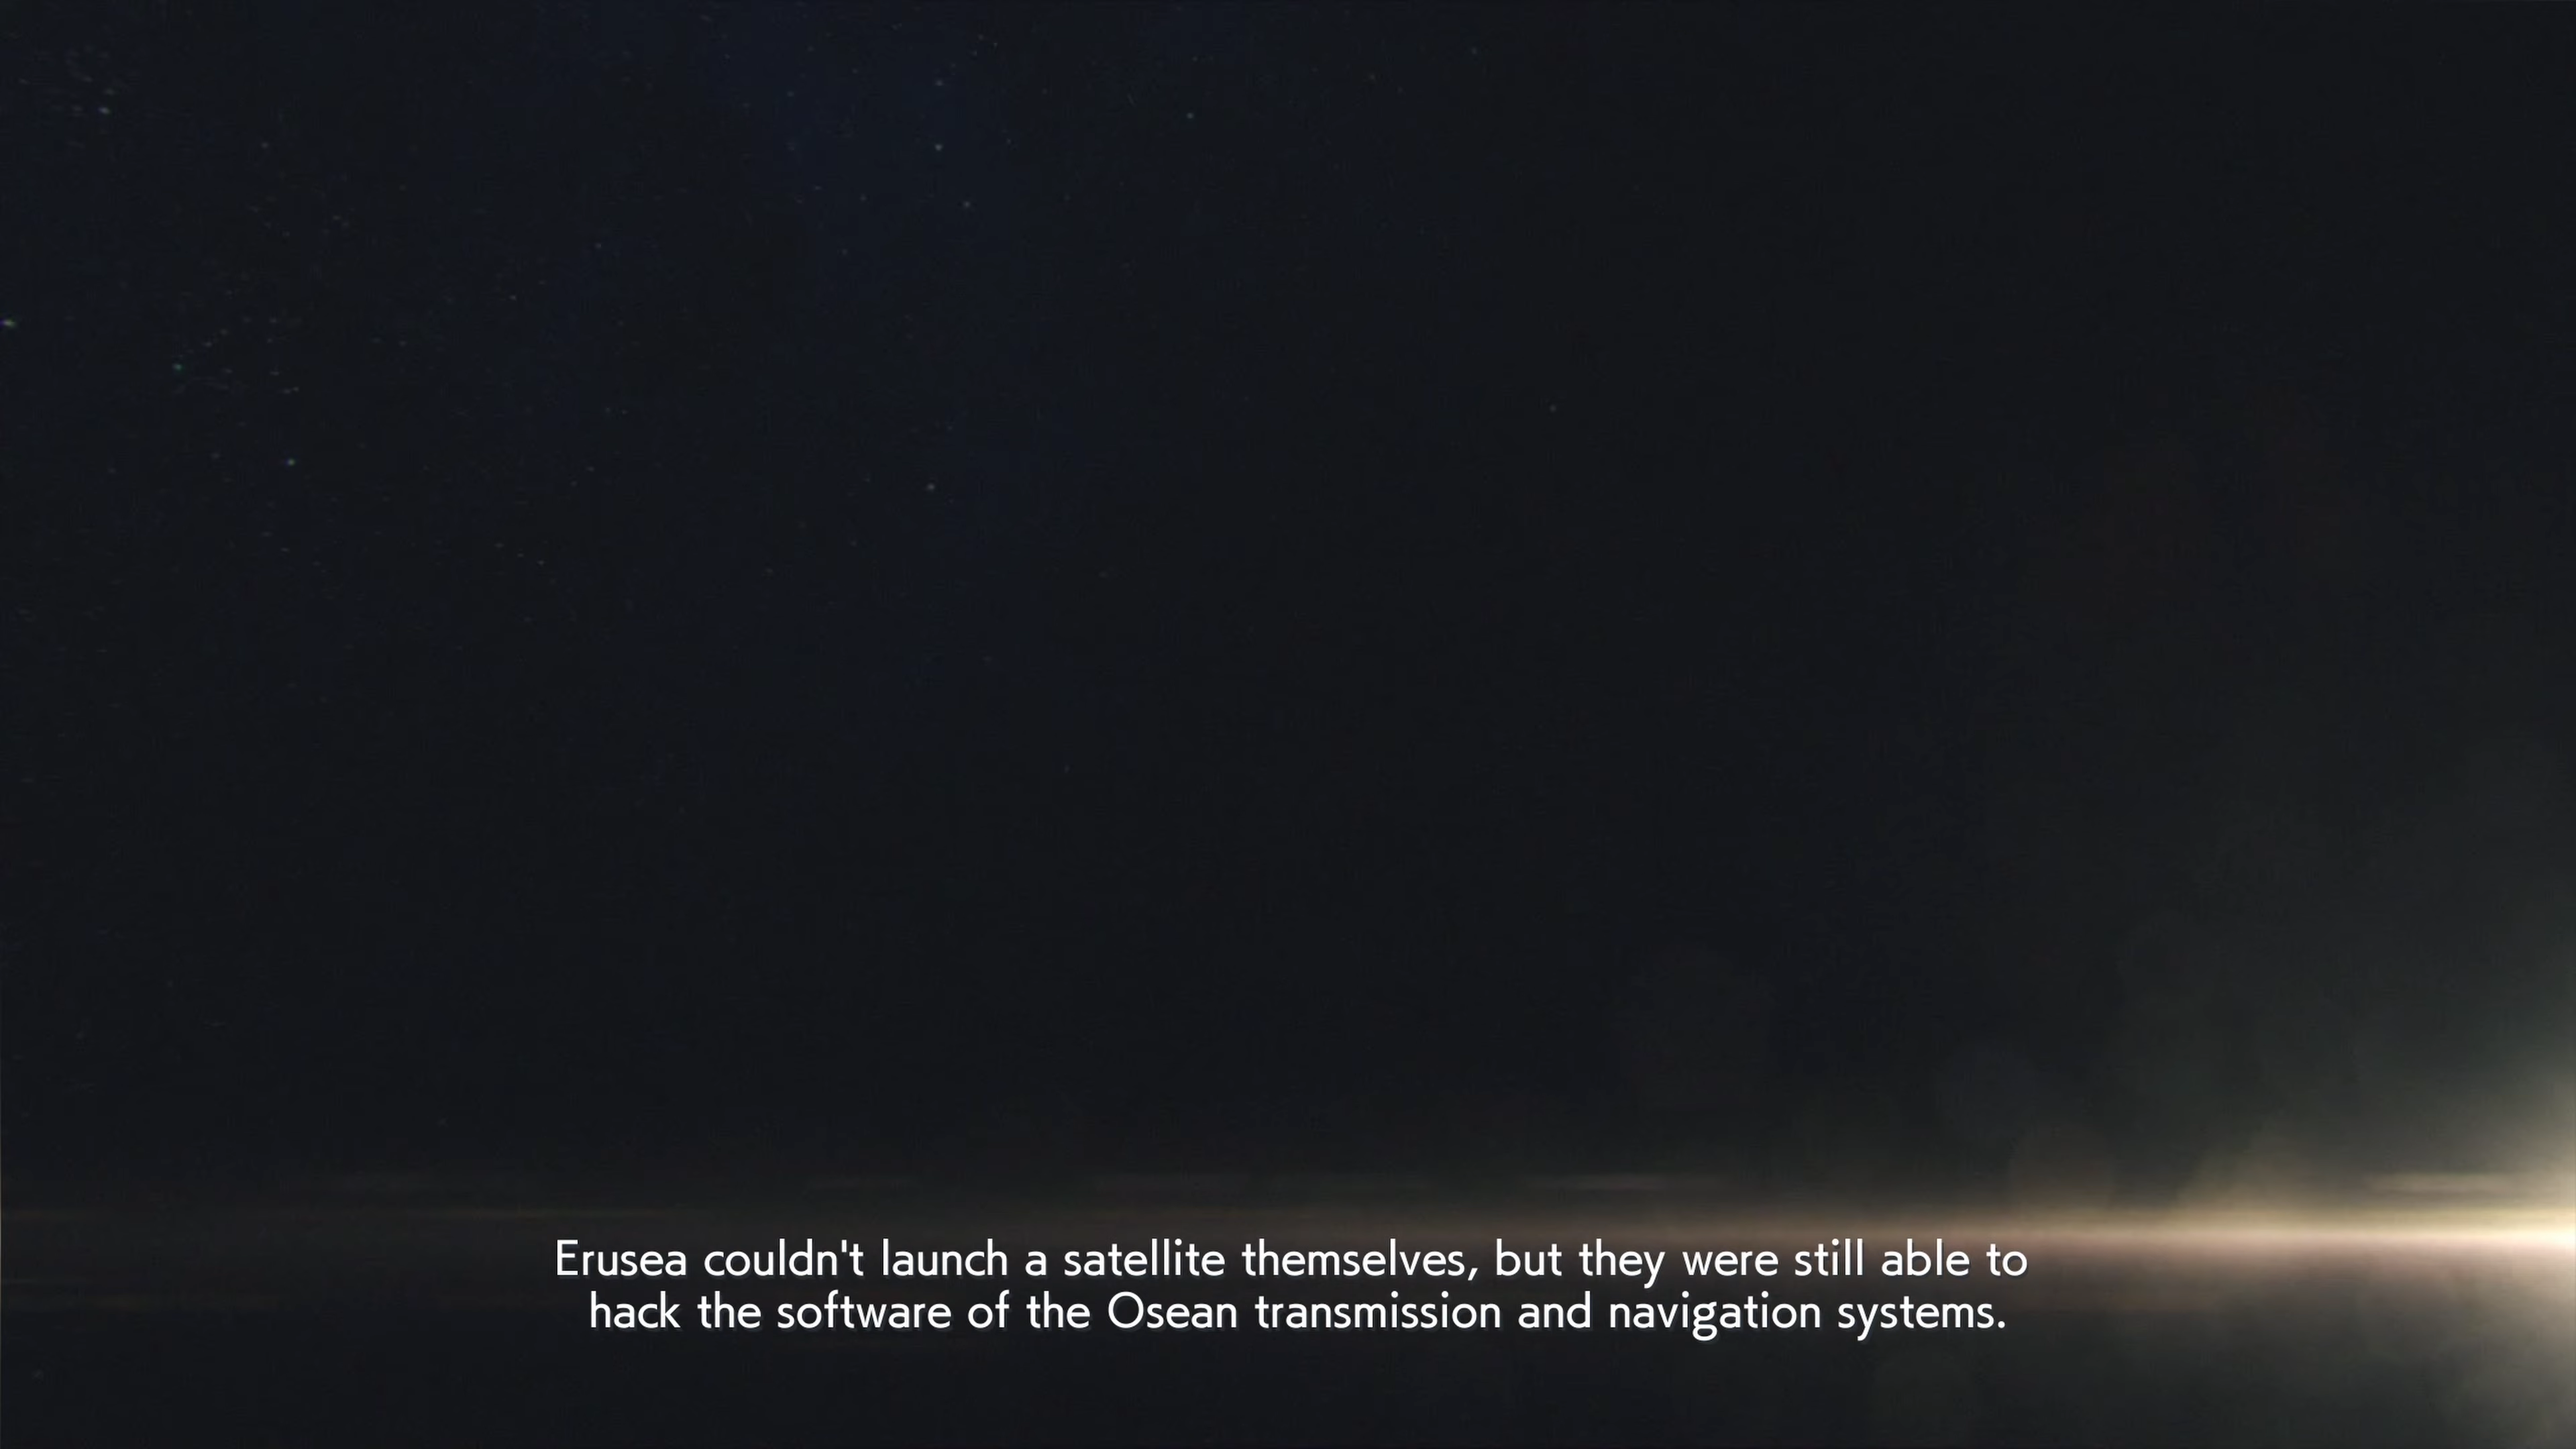 Erusea couldn't launch a satellite themselves, but they were still able to
hack the software of the Osean transmission and navigation systems.